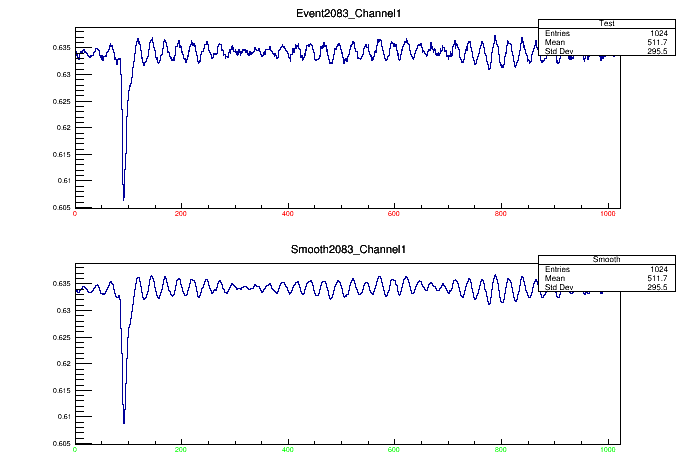 Event2083_Channel1
Test
Entries 1024
Mean 511.7
Std Dev 295.5
0.635
0.63
0.625
0.62
0.615
0.61
0.605
0 200 400 600 800 1000
Smooth2083_Channel1
Smooth
Entries 1024
Mean 511.7
Std Dev 295.5
0.635
0.63
0.625
0.62
0.615
0.61
0.605
0 200 400 600 800 1000